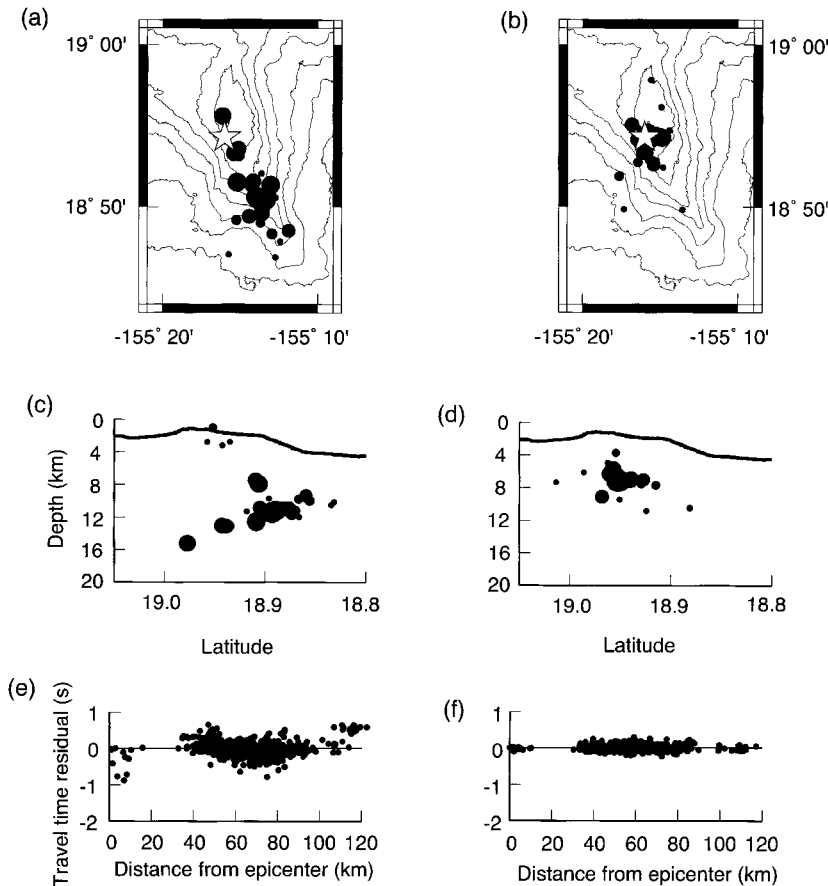 (a)
(b)
19° 00'
19° 00'
18° 50'
18° 50'
-155° 20'
-155° 10'
-155° 20'
-155° 10'
(c)
(d)
0
4
8
12
16
20
Depth (km)
19.0
18.9
18.8
Latitude
0
4
8
12
16
20
19.0
18.9
18.8
Latitude
(e)
(f)
Travel time residual (s)
1
0
-1
-2
0 20 40 60 80 100 120
Distance from epicenter (km)
1
0
-1
-2
0 20 40 60 80 100 120
Distance from epicenter (km)